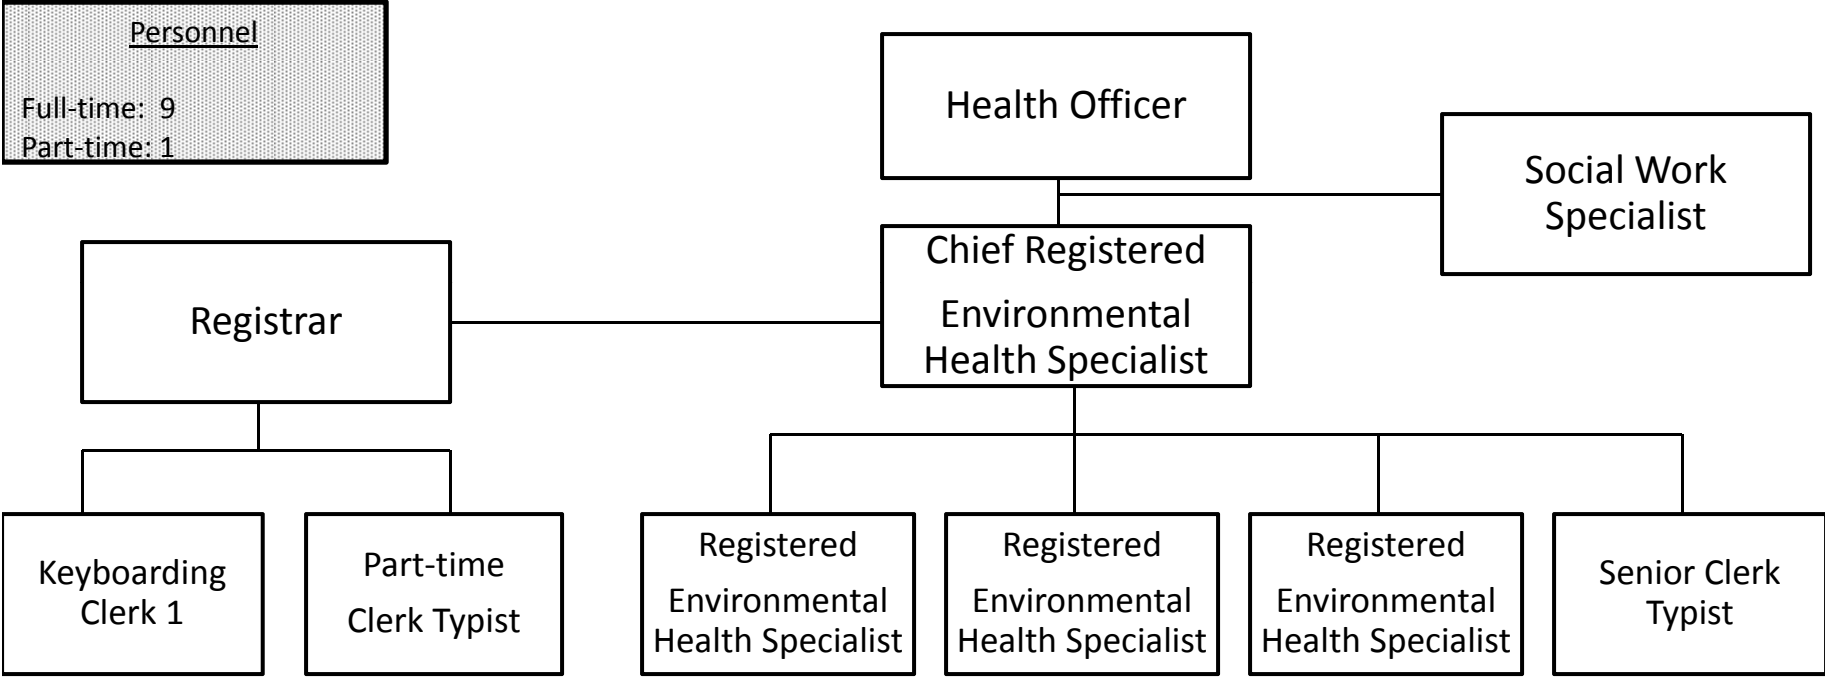 Personnel
Full-time:  9
Part-time: 1
Health Officer
Social Work
Specialist
Chief Registered
Environmental
Health Specialist
Registrar
Keyboarding
Clerk 1
Part-time
Clerk Typist
Registered
Environmental
Health Specialist
Registered
Environmental
Health Specialist
Registered
Environmental
Health Specialist
Senior Clerk
Typist